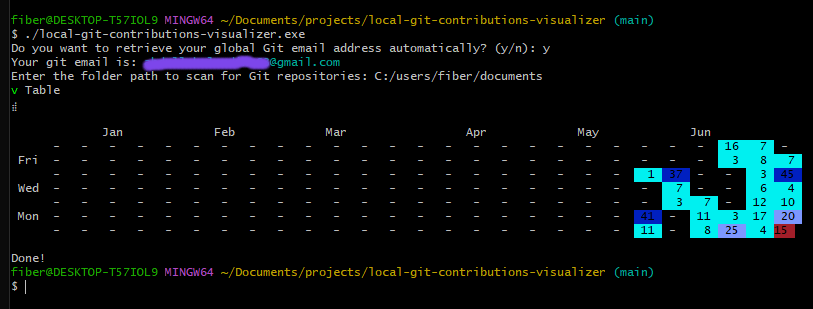 fiber@DESKTOP-T57IOL9 MINGW64 ~/Documents/projects/local-git-contributions-visualizer (main)
$ ./local-git-contributions-visualizer.exe
Do you want to retrieve your global Git email address automatically? (y/n): y
Your git email is: @gmail.com
Enter the folder path to scan for Git repositories: C:/users/fiber/documents
v Table
Jan Feb Mar Apr May Jun
- - - - - - - - - - - - - - - - - - - - - - - - 16 7 -
Fri - - - - - - - - - - - - - - - - - - - - - - - - 3 8 7
- - - - - - - - - - - - - - - - - - - - - 1 37 - - 3 45
Wed - - - - - - - - - - - - - - - - - - - - - - 7 - - 6 4
- - - - - - - - - - - - - - - - - - - - - - 3 7 - 12 10
Mon - - - - - - - - - - - - - - - - - - - - - 41 - 11 3 17 20
- - - - - - - - - - - - - - - - - - - - - 11 - 8 25 4 15
Done!
fiber@DESKTOP-T57IOL9 MINGW64 ~/Documents/projects/local-git-contributions-visualizer (main)
$